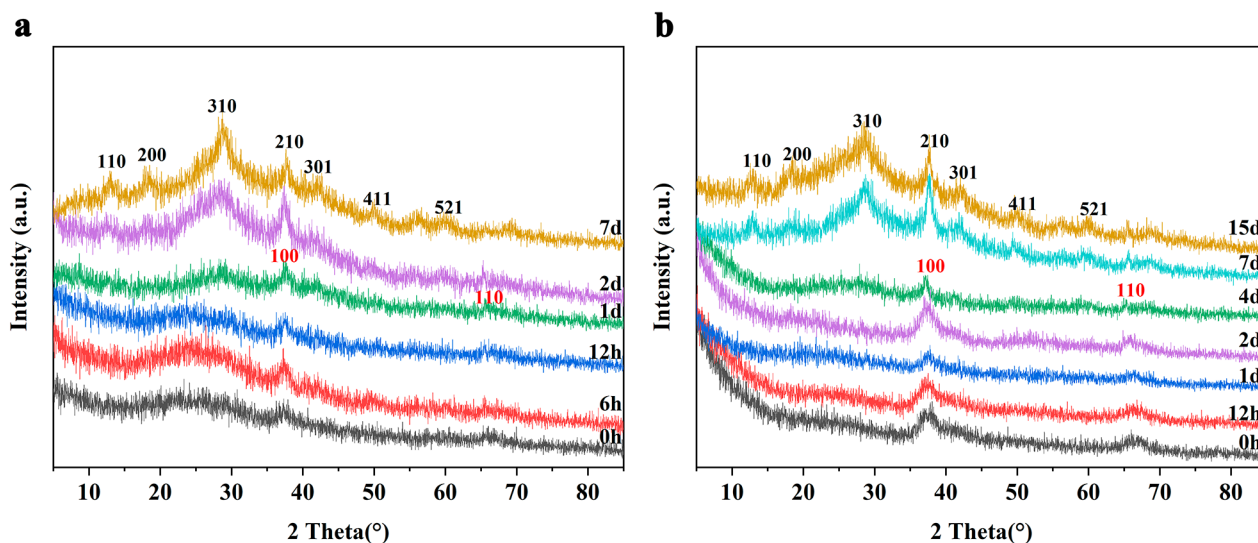 a
310
110
200
210
301
411
521
7d
100
2d
110
1d
12h
6h
0h
Intensity (a.u.)
10 20 30 40 50 60 70 80
2 Theta(°)
b
310
110
200
210
301
411
521
15d
7d
100
110
4d
2d
1d
12h
0h
Intensity (a.u.)
10 20 30 40 50 60 70 80
2 Theta(°)